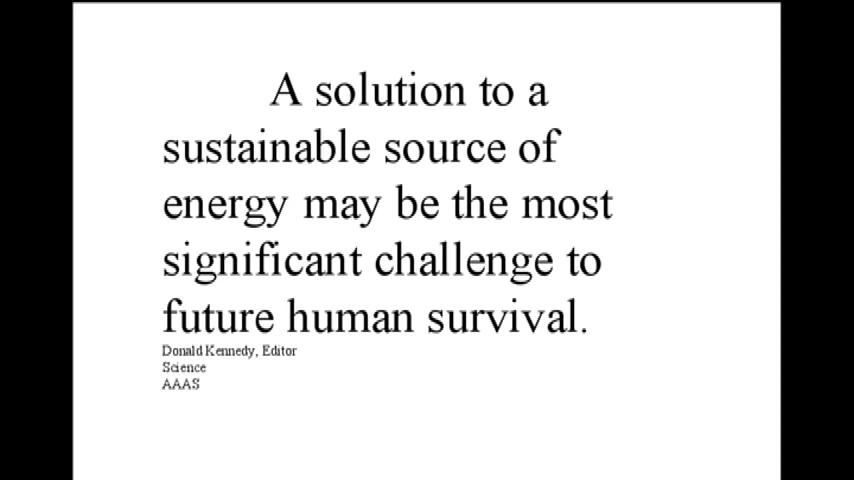 A solution to a
sustainable source of
energy may be the most
significant challenge to
future human survival.
Donald Kennedy, Editor
Science
AAAS